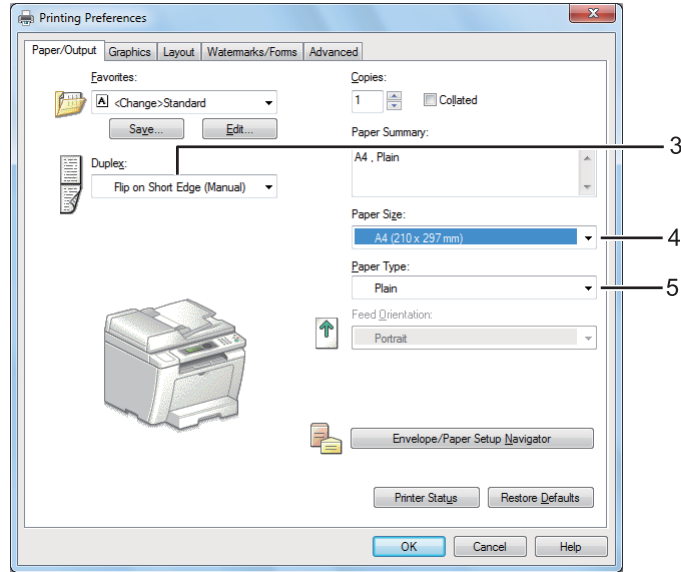 Printing Preferences
Paper/Output Graphics Layout Watermarks/Forms Advanced
Favorites:
A <Change>Standard
Save... Edit...
Duplex:
Flip on Short Edge (Manual)
Copies:
1 Collated
Paper Summary:
A4 , Plain
3
Paper Size:
A4 (210 x 297 mm)
4
Paper Type:
Plain
5
Feed Orientation:
Portrait
Envelope/Paper Setup Navigator
Printer Status Restore Defaults
OK Cancel Help